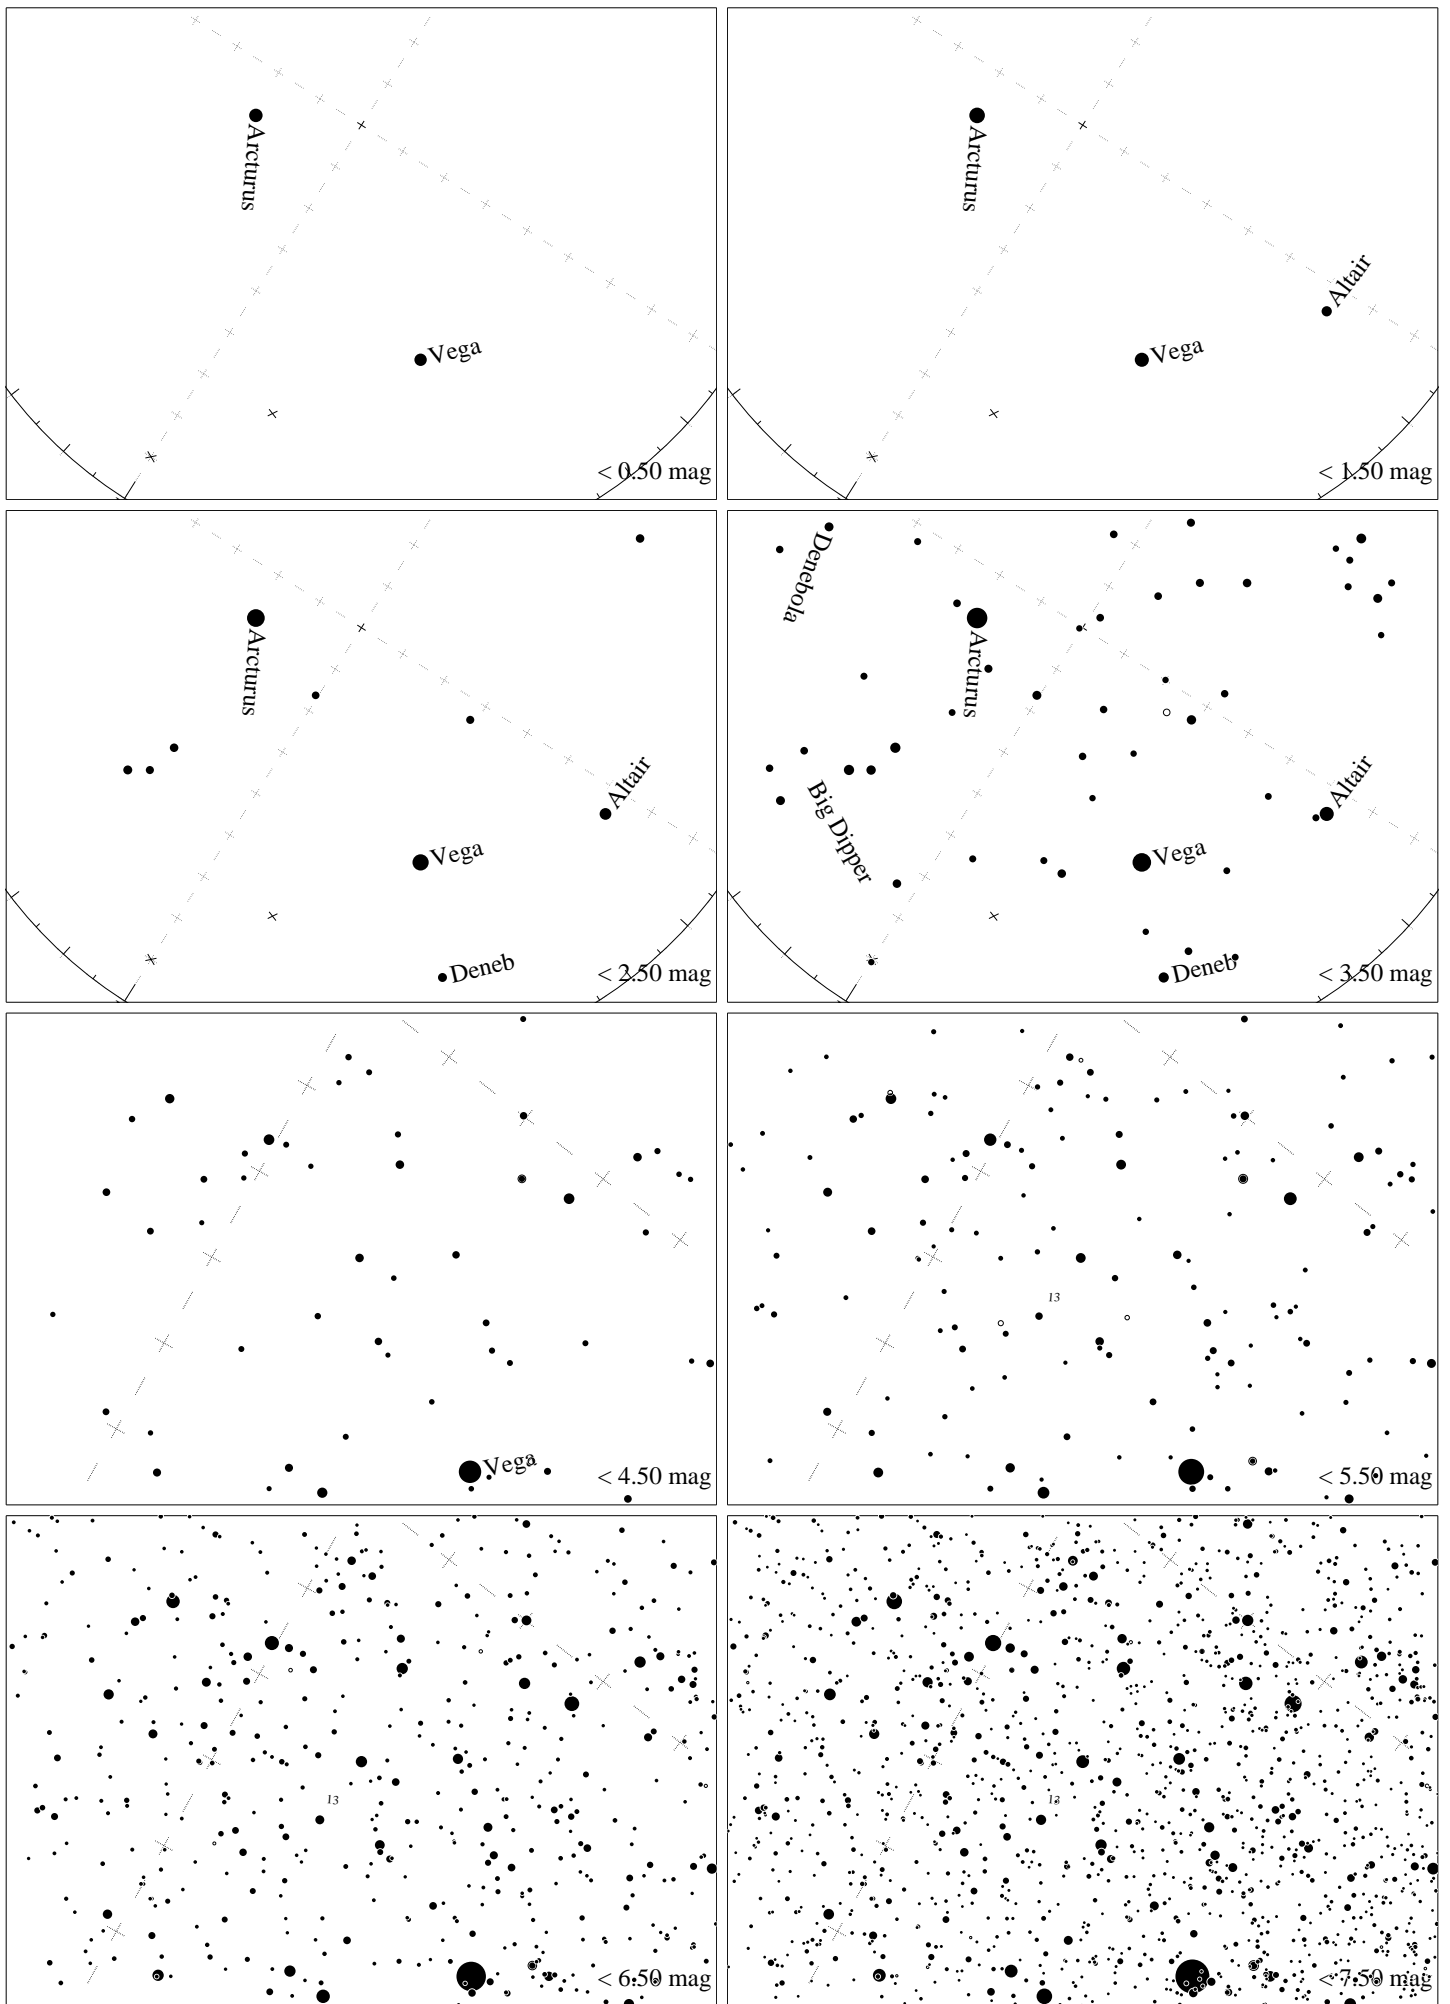 Arcturus
Vega
< 0.50 mag
Arcturus
Altair
Vega
< 1.50 mag
Arcturus
Altair
Vega
Deneb
< 2.50 mag
Denebola
Arcturus
Altair
Big Dipper
Vega
Deneb
< 3.50 mag
Vega
< 4.50 mag
13
< 5.50 mag
13
< 6.50 mag
13
< 7.50 mag